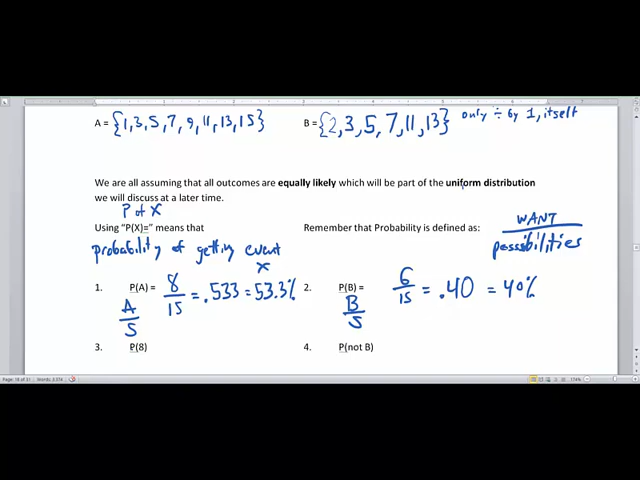 A = {1,3,5,7,9,11,13,15}
B = {2,3,5,7,11,13} only ÷ by 1, itself
We are all assuming that all outcomes are equally likely which will be part of the uniform distribution
we will discuss at a later time.
P of X
Using “P(X)=” means that
probability of getting event
X
Remember that Probability is defined as:
WANT
possibilities
1. P(A) = 8/15 = .533 = 53.3%
A/S
2. P(B) = 6/15 = .40 = 40%
B/S
3. P(8)
4. P(not B)